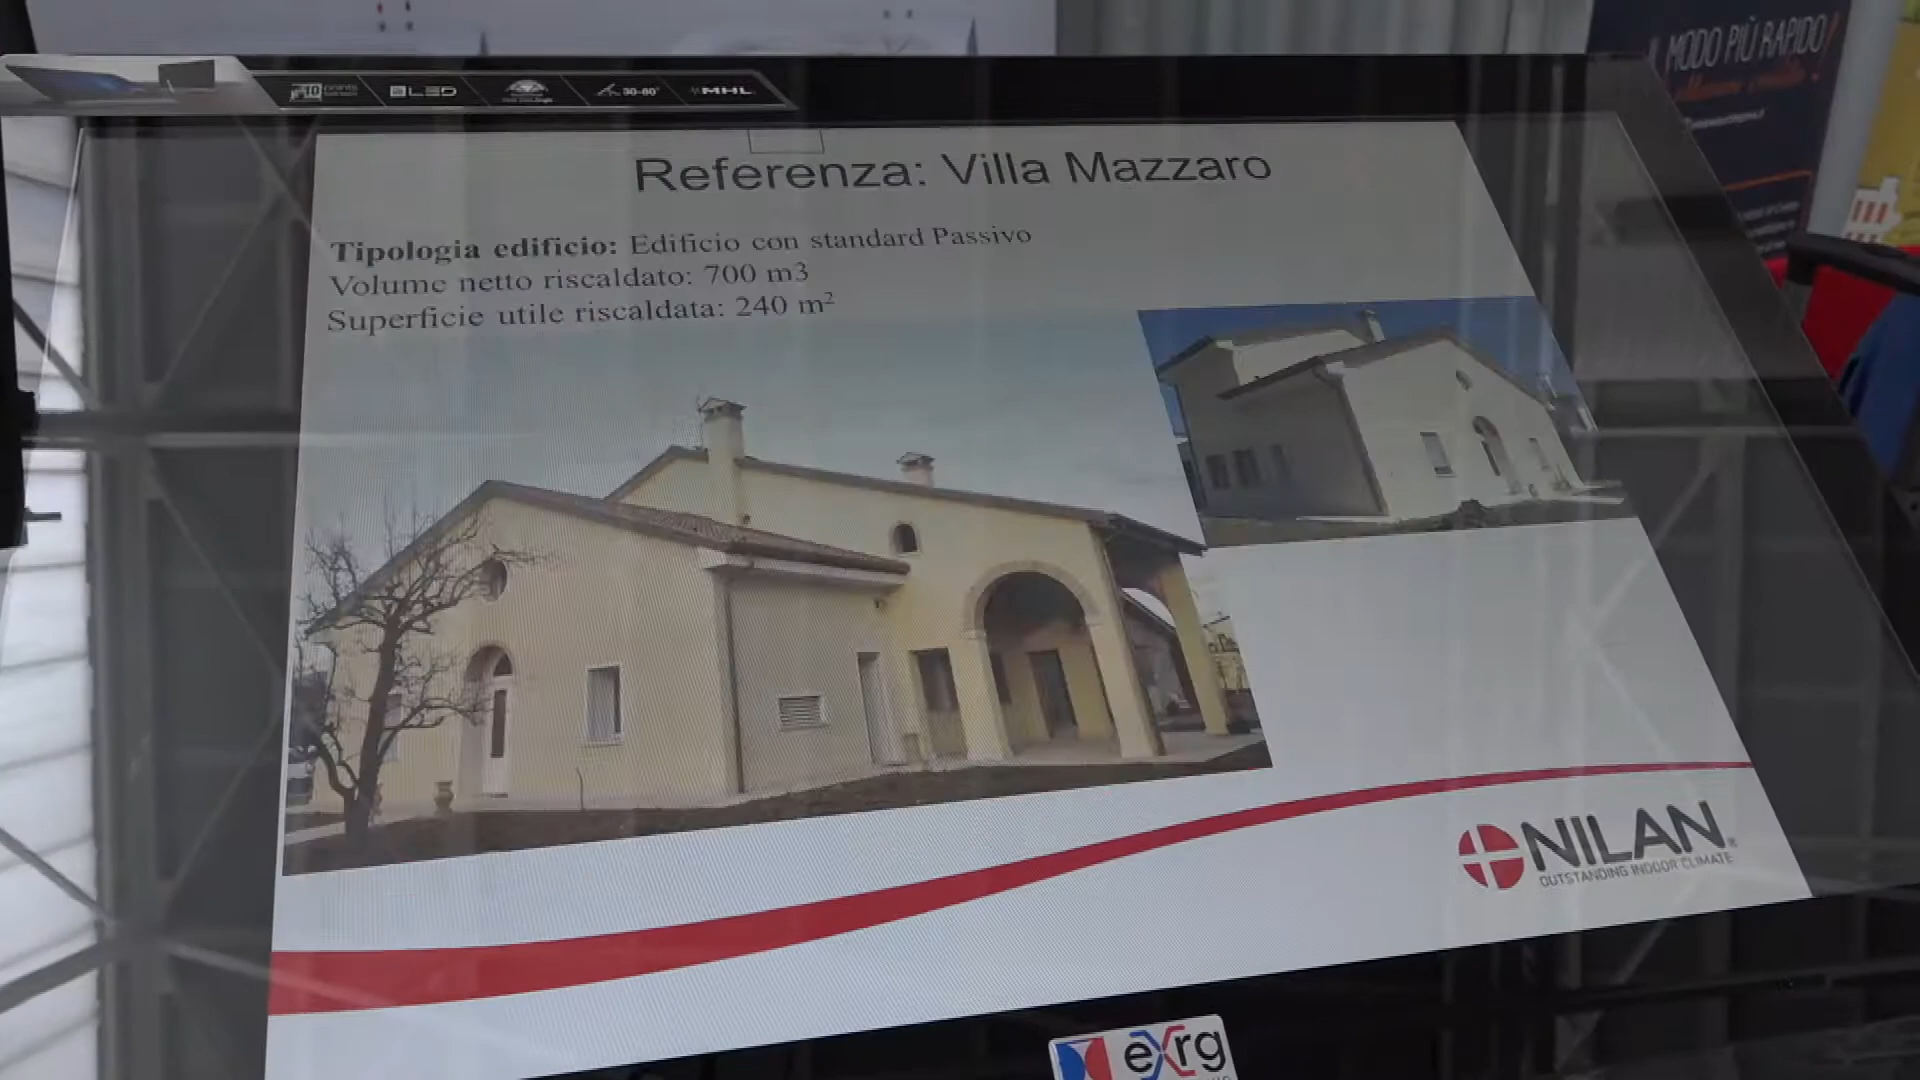 IL MODO PIÙ RAPIDO
10 points
LED
30-80°
MHL
Referenza: Villa Mazzaro
Tipologia edificio: Edificio con standard Passivo
Volume netto riscaldato: 700 m3
Superficie utile riscaldata: 240 m²
NILAN®
OUTSTANDING INDOOR CLIMATE
eXrg